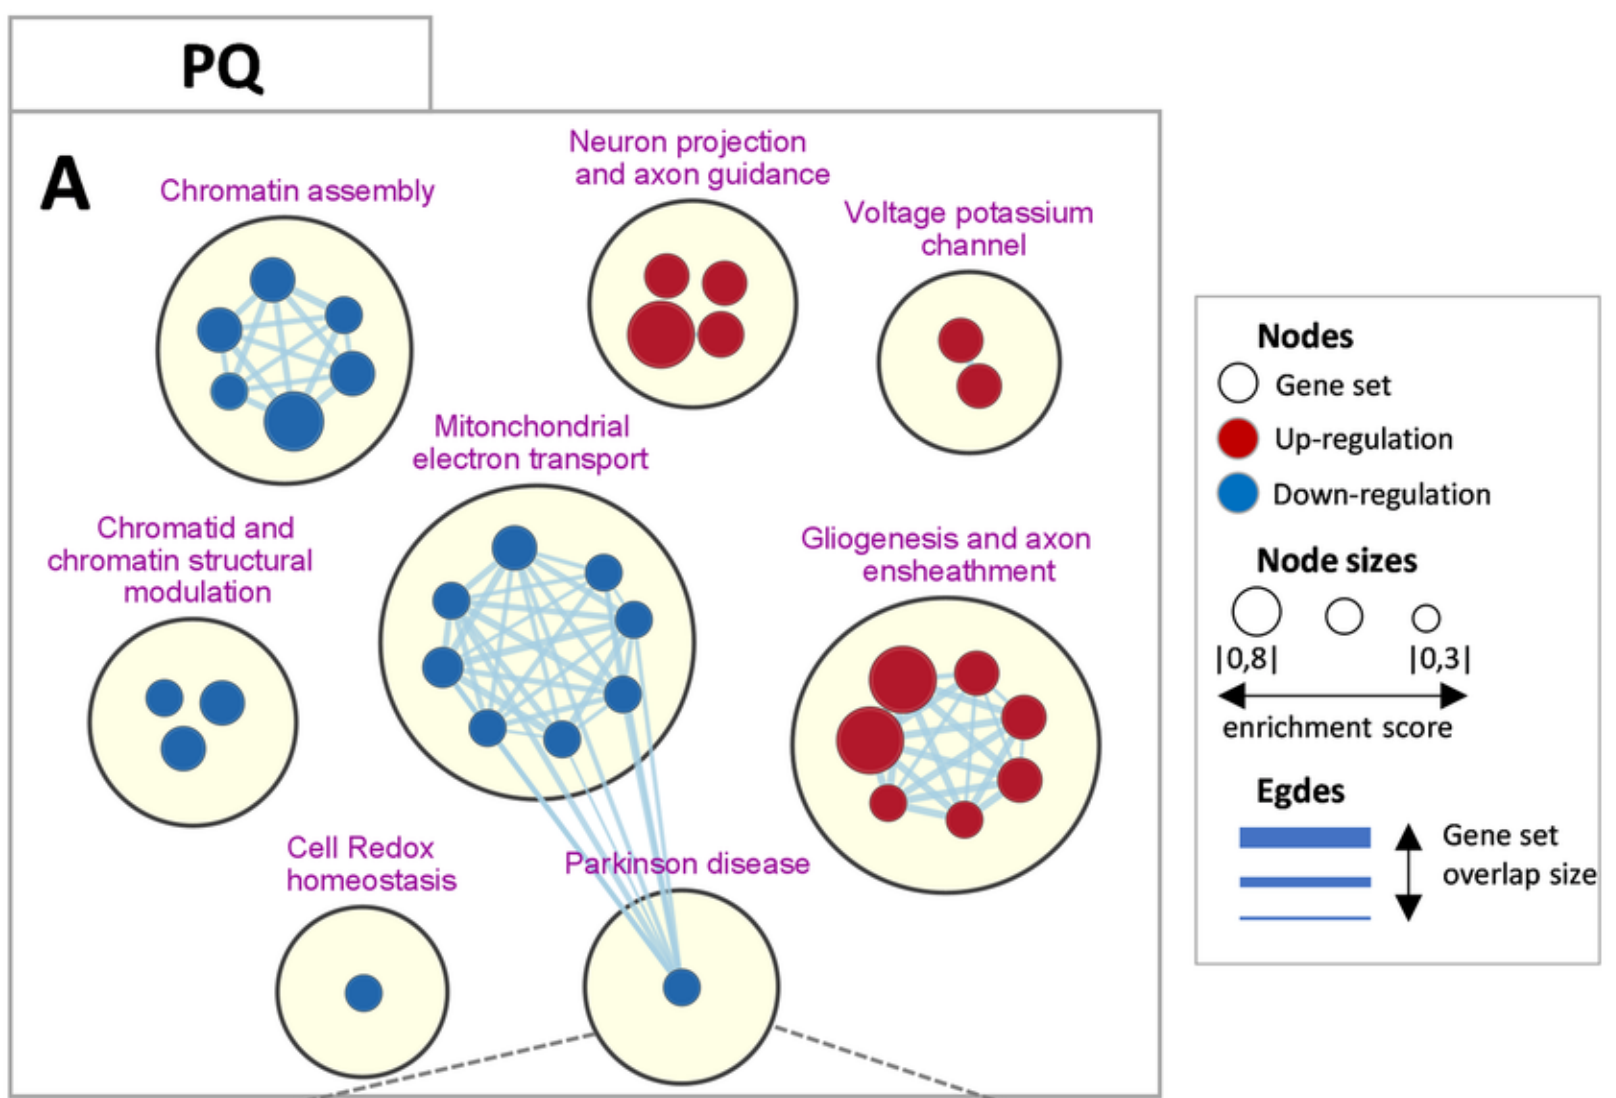 PQ
A
Chromatin assembly
Neuron projection
and axon guidance
Voltage potassium
channel
Mitonchondrial
electron transport
Chromatid and
chromatin structural
modulation
Gliogenesis and axon
ensheathment
Cell Redox
homeostasis
Parkinson disease
Nodes
Gene set
Up-regulation
Down-regulation
Node sizes
|0,8| |0,3|
enrichment score
Egdes
Gene set
overlap size